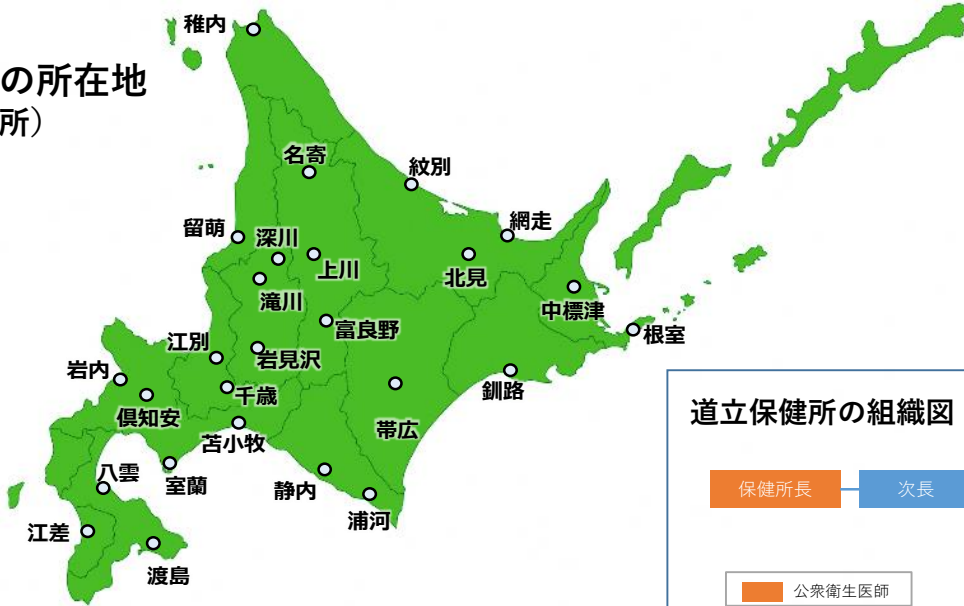 稚内
の所在地
所）
名寄
紋別
留萌
深川
網走
上川
北見
滝川
中標津
富良野
根室
江別
岩見沢
岩内
千歳
釧路
倶知安
帯広
苫小牧
八雲
室蘭
静内
浦河
江差
渡島
道立保健所の組織図
保健所長
次長
公衆衛生医師